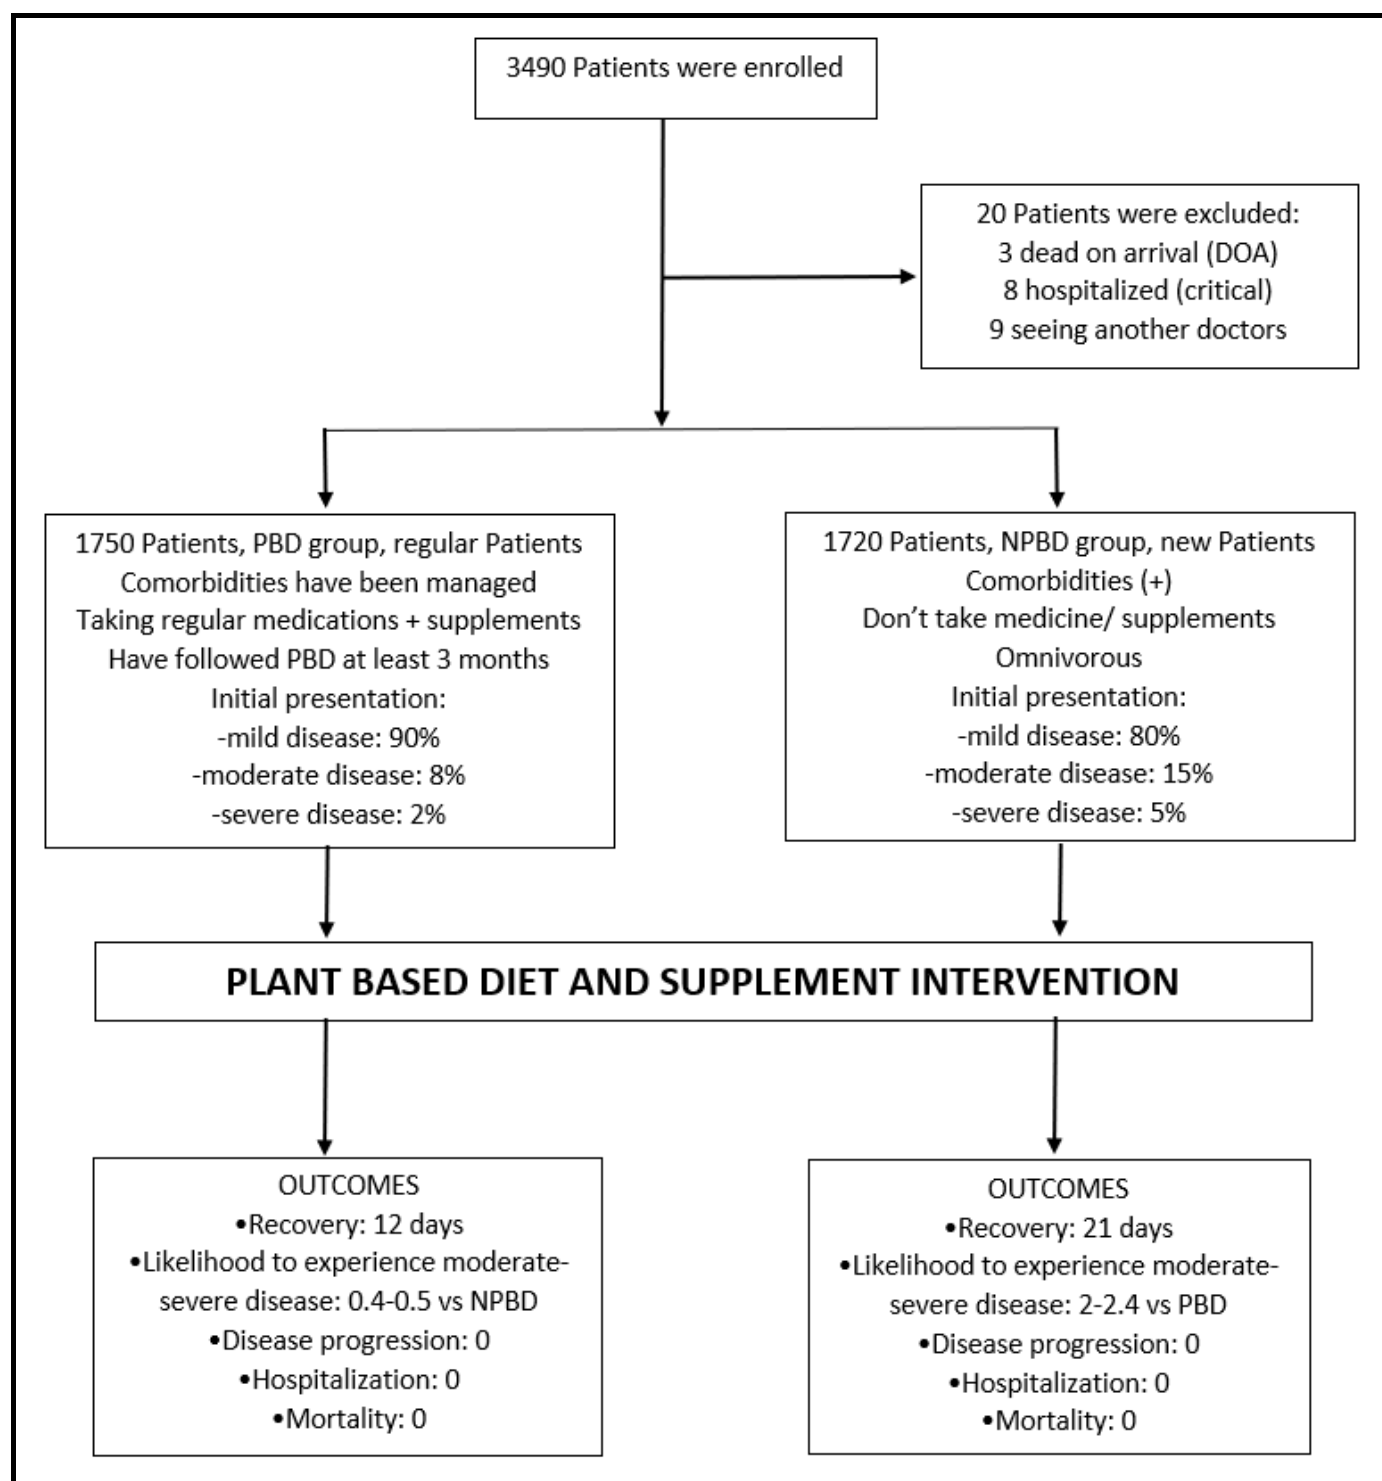 3490 Patients were enrolled
20 Patients were excluded:
3 dead on arrival (DOA)
8 hospitalized (critical)
9 seeing another doctors
1750 Patients, PBD group, regular Patients
Comorbidities have been managed
Taking regular medications + supplements
Have followed PBD at least 3 months
Initial presentation:
-mild disease: 90%
-moderate disease: 8%
-severe disease: 2%
1720 Patients, NPBD group, new Patients
Comorbidities (+)
Don’t take medicine/ supplements
Omnivorous
Initial presentation:
-mild disease: 80%
-moderate disease: 15%
-severe disease: 5%
PLANT BASED DIET AND SUPPLEMENT INTERVENTION
OUTCOMES
•Recovery: 12 days
•Likelihood to experience moderate-
severe disease: 0.4-0.5 vs NPBD
•Disease progression: 0
•Hospitalization: 0
•Mortality: 0
OUTCOMES
•Recovery: 21 days
•Likelihood to experience moderate-
severe disease: 2-2.4 vs PBD
•Disease progression: 0
•Hospitalization: 0
•Mortality: 0